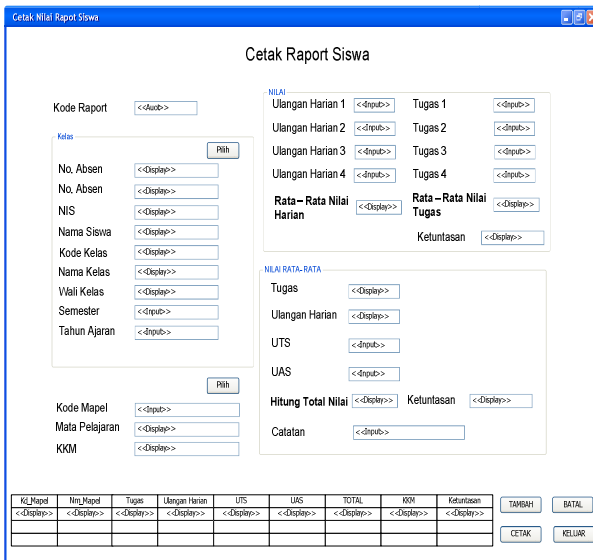 Cetak Nilai Rapot Siswa
Cetak Raport Siswa
Kode Raport <<Auot>>
Kelas
Pilih
No, Absen <<Display>>
No, Absen <<Display>>
NIS <<Display>>
Nama Siswa <<Display>>
Kode Kelas <<Display>>
Nama Kelas <<Display>>
Wali Kelas <<Display>>
Semester <<Input>>
Tahun Ajaran <<Input>>
Pilih
Kode Mapel <<Input>>
Mata Pelajaran <<Display>>
KKM <<Display>>
NILAI
Ulangan Harian 1 <<Input>> Tugas 1 <<Input>>
Ulangan Harian 2 <<Input>> Tugas 2 <<Input>>
Ulangan Harian 3 <<Input>> Tugas 3 <<Input>>
Ulangan Harian 4 <<Input>> Tugas 4 <<Input>>
Rata–Rata Nilai Harian <<Display>> Rata–Rata Nilai Tugas <<Display>>
Ketuntasan <<Display>>
NILAI RATA-RATA
Tugas <<Display>>
Ulangan Harian <<Display>>
UTS <<Input>>
UAS <<Input>>
Hitung Total Nilai <<Display>> Ketuntasan <<Display>>
Catatan <<Input>>
Kd_Mapel Nm_Mapel Tugas Ulangan Harian UTS UAS TOTAL KKM Ketuntasan
<<Display>> <<Display>> <<Display>> <<Display>> <<Display>> <<Display>> <<Display>> <<Display>> <<Display>>
TAMBAH BATAL
CETAK KELUAR